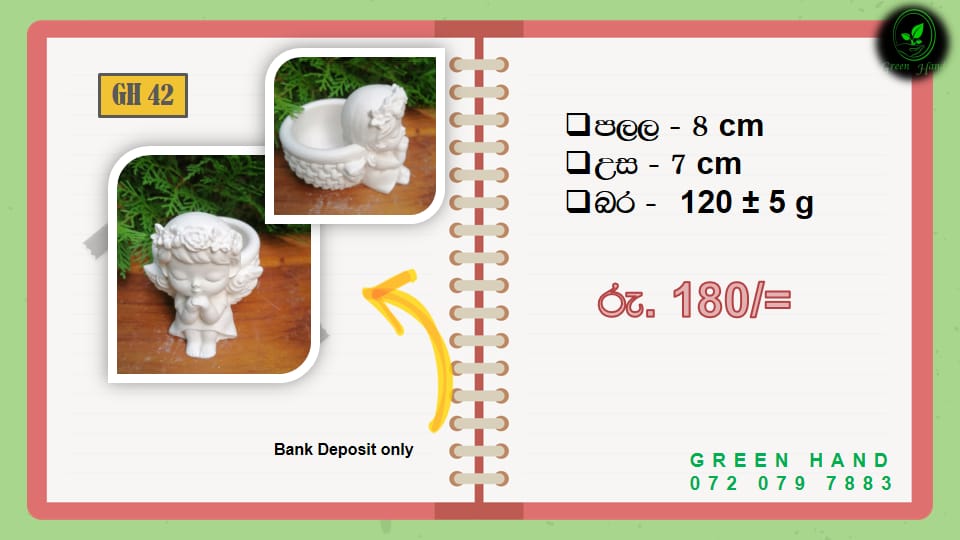 GH 42
Green Hand
පලල - 8 cm
උස - 7 cm
බර - 120 ± 5 g
රු. 180/=
Bank Deposit only
GREEN HAND
072 079 7883